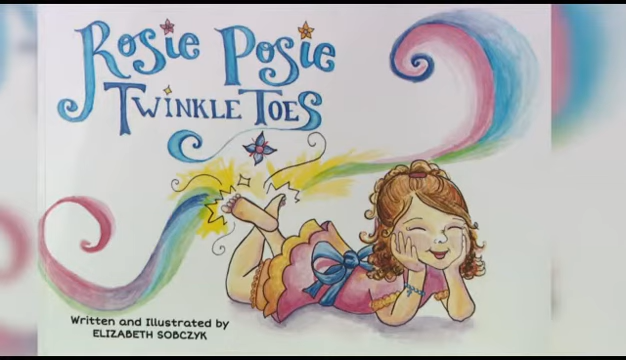 Rosie Posie
Twinkle Toes
Written and Illustrated by
ELIZABETH SOBCZYK